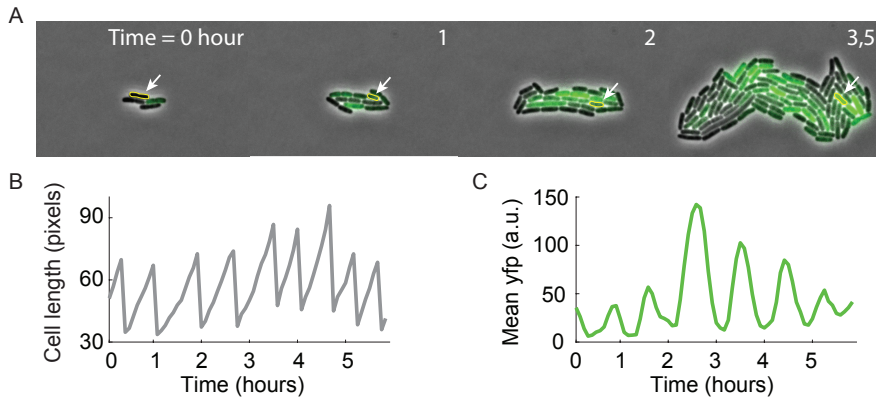 A
Time = 0 hour
1
2
3,5
B
Cell length (pixels)
90
60
30
0
1
2
3
4
5
Time (hours)
C
Mean yfp (a.u.)
150
100
50
0
0
1
2
3
4
5
Time (hours)